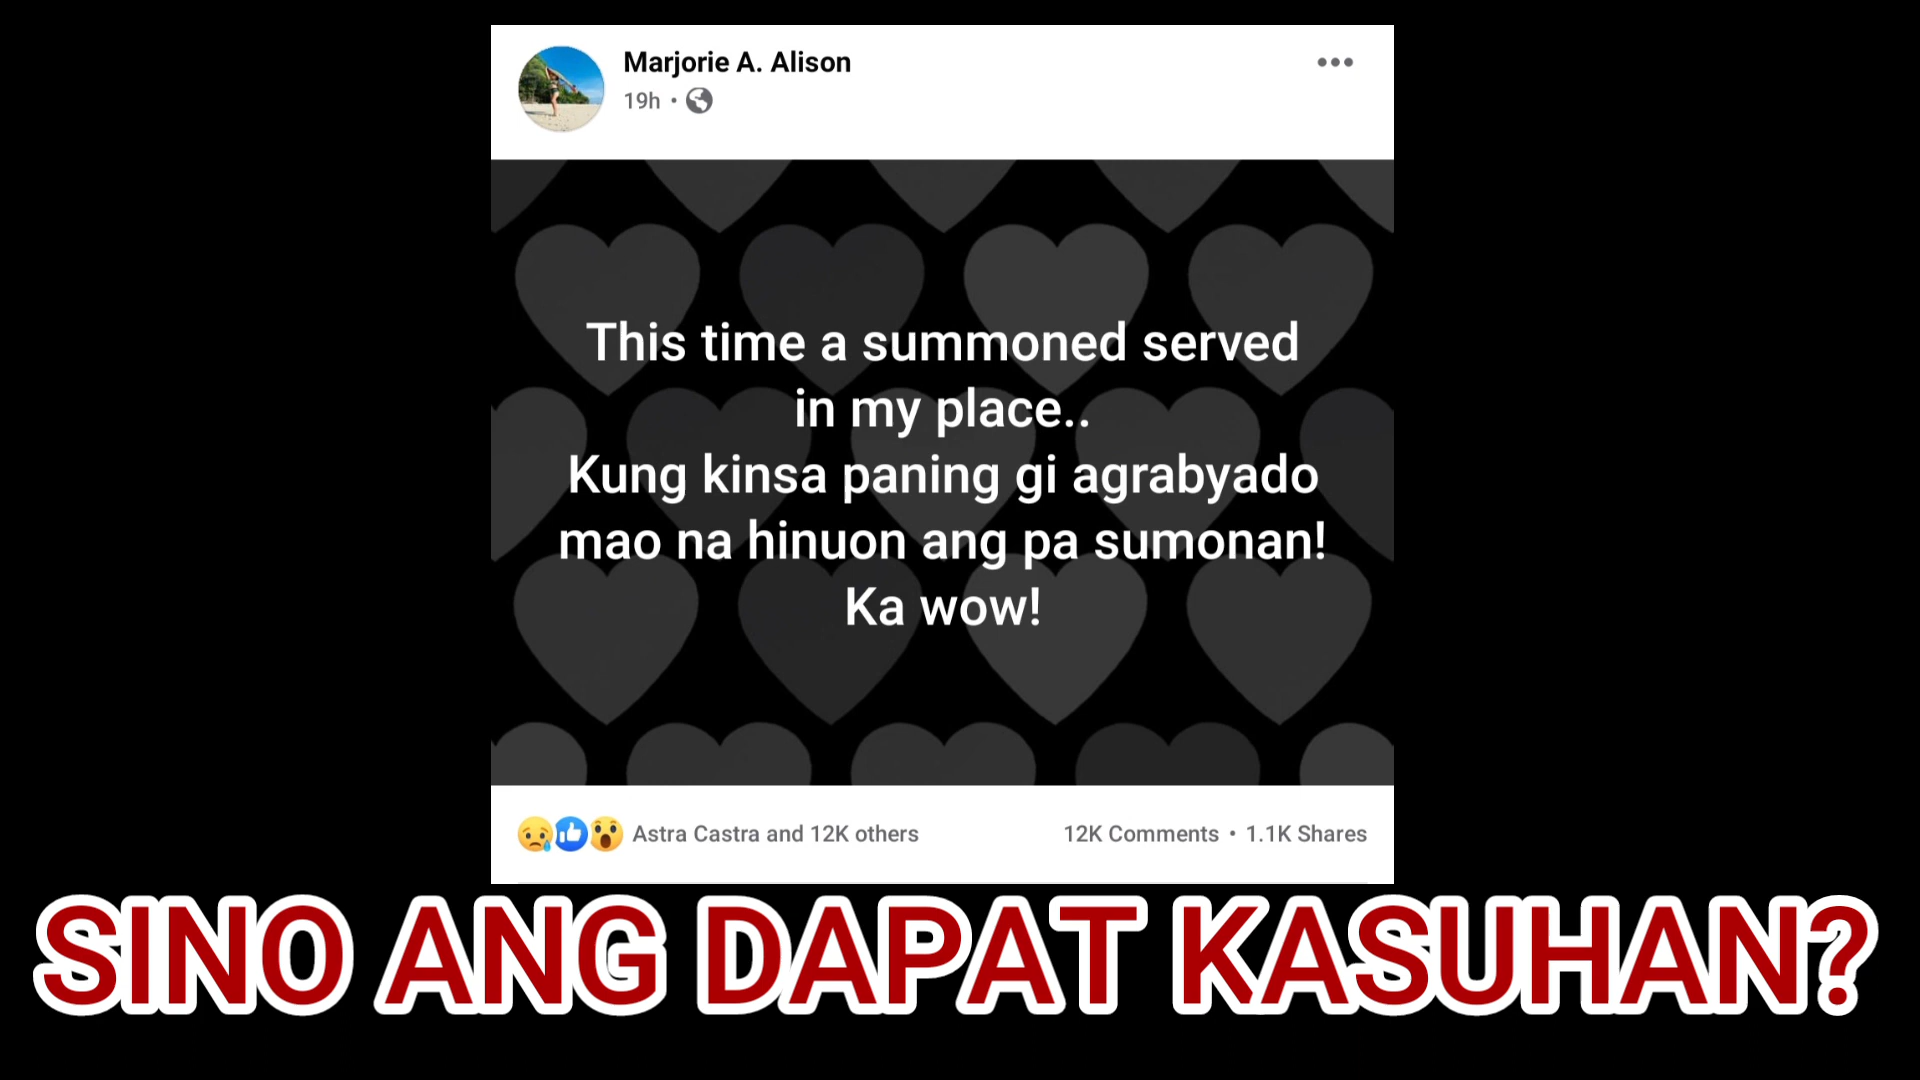 Marjorie A. Alison
19h •
This time a summoned served
in my place..
Kung kinsa paning gi agrabyado
mao na hinuon ang pa sumonan!
Ka wow!
Astra Castra and 12K others
12K Comments • 1.1K Shares
SINO ANG DAPAT KASUHAN?